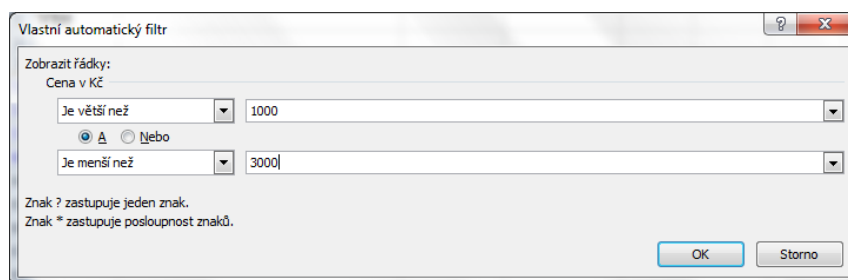 Vlastní automatický filtr
Zobrazit řádky:
Cena v Kč
Je větší než 1000
A Nebo
Je menší než 3000
Znak ? zastupuje jeden znak.
Znak * zastupuje posloupnost znaků.
OK Storno